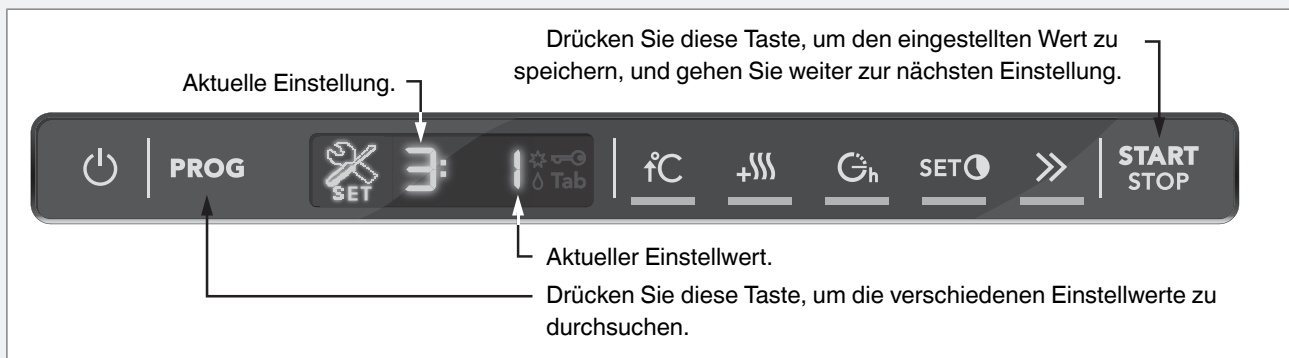 Drücken Sie diese Taste, um den eingestellten Wert zu
speichern, und gehen Sie weiter zur nächsten Einstellung.
Aktuelle Einstellung.
PROG
SET
3:
1
Tab
°C
+
h
SET
START
STOP
Aktueller Einstellwert.
Drücken Sie diese Taste, um die verschiedenen Einstellwerte zu
durchsuchen.